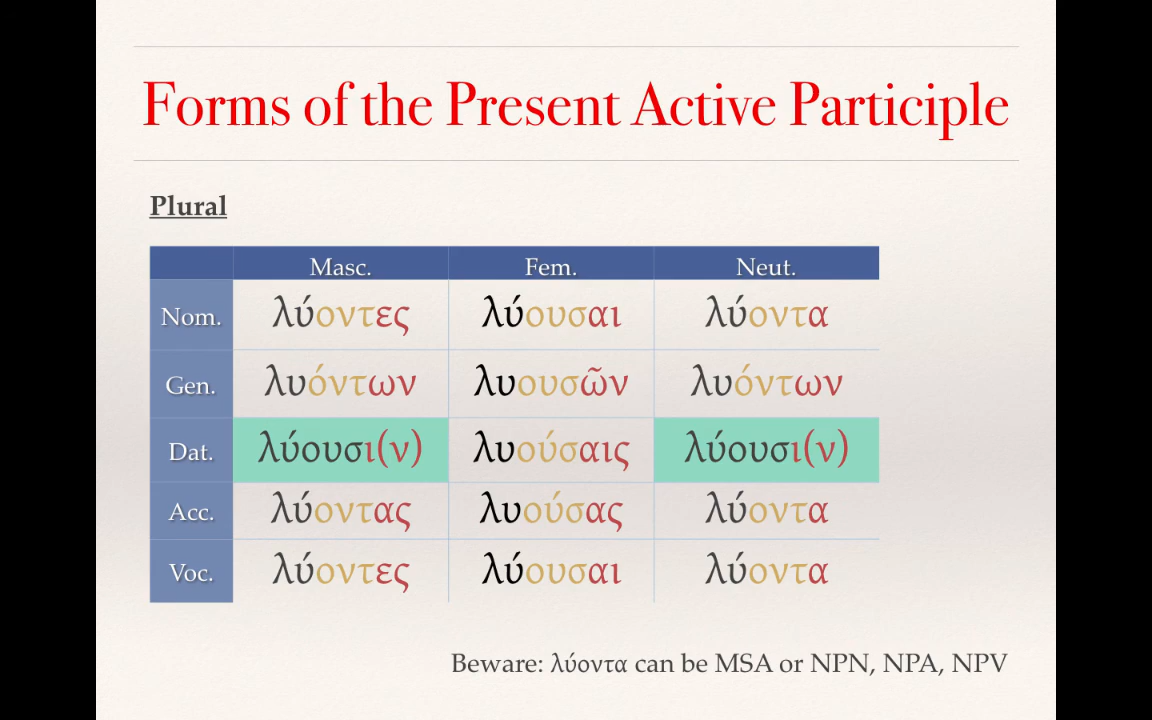 Forms of the Present Active Participle
Plural
Masc. Fem. Neut.
Nom. λύοντες λύουσαι λύοντα
Gen. λυόντων λυουσῶν λυόντων
Dat. λύουσι(ν) λυούσαις λύουσι(ν)
Acc. λύοντας λυούσας λύοντα
Voc. λύοντες λύουσαι λύοντα
Beware: λύοντα can be MSA or NPN, NPA, NPV